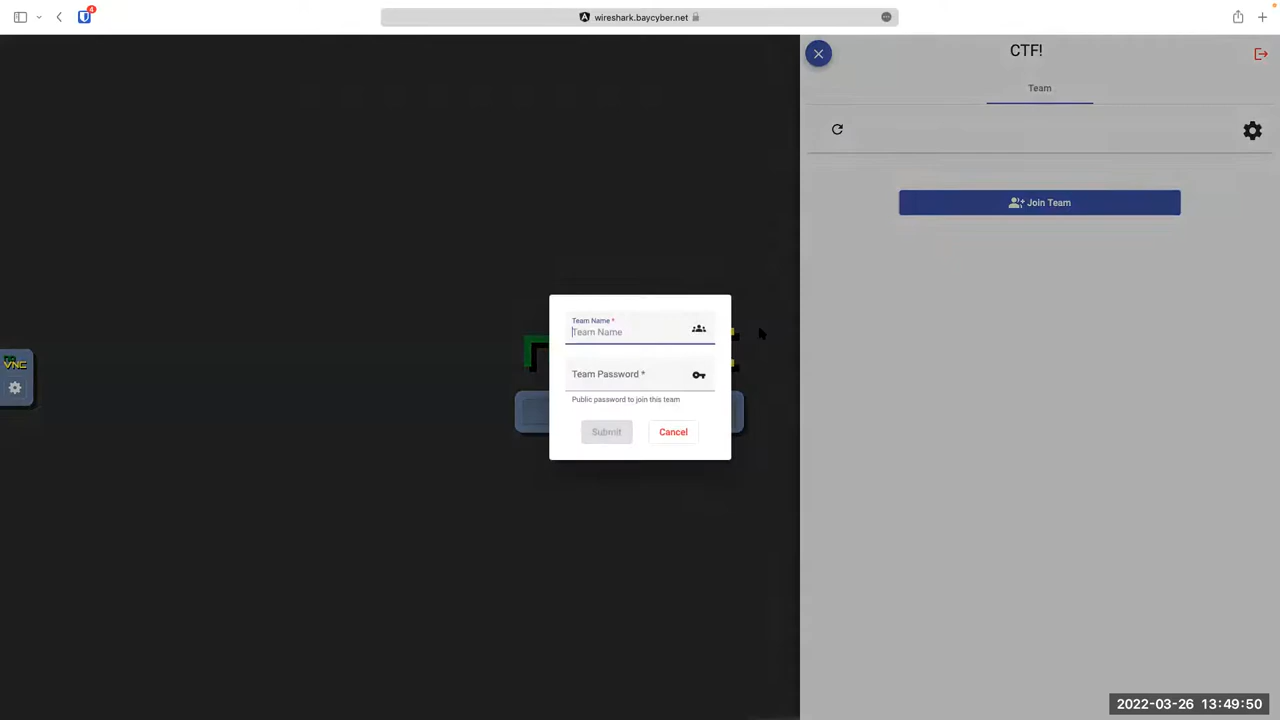 4
wireshark.baycyber.net
CTF!
Team
Join Team
VNC
Team Name *
Team Name
Team Password *
Public password to join this team
Submit
Cancel
2022-03-26 13:49:50